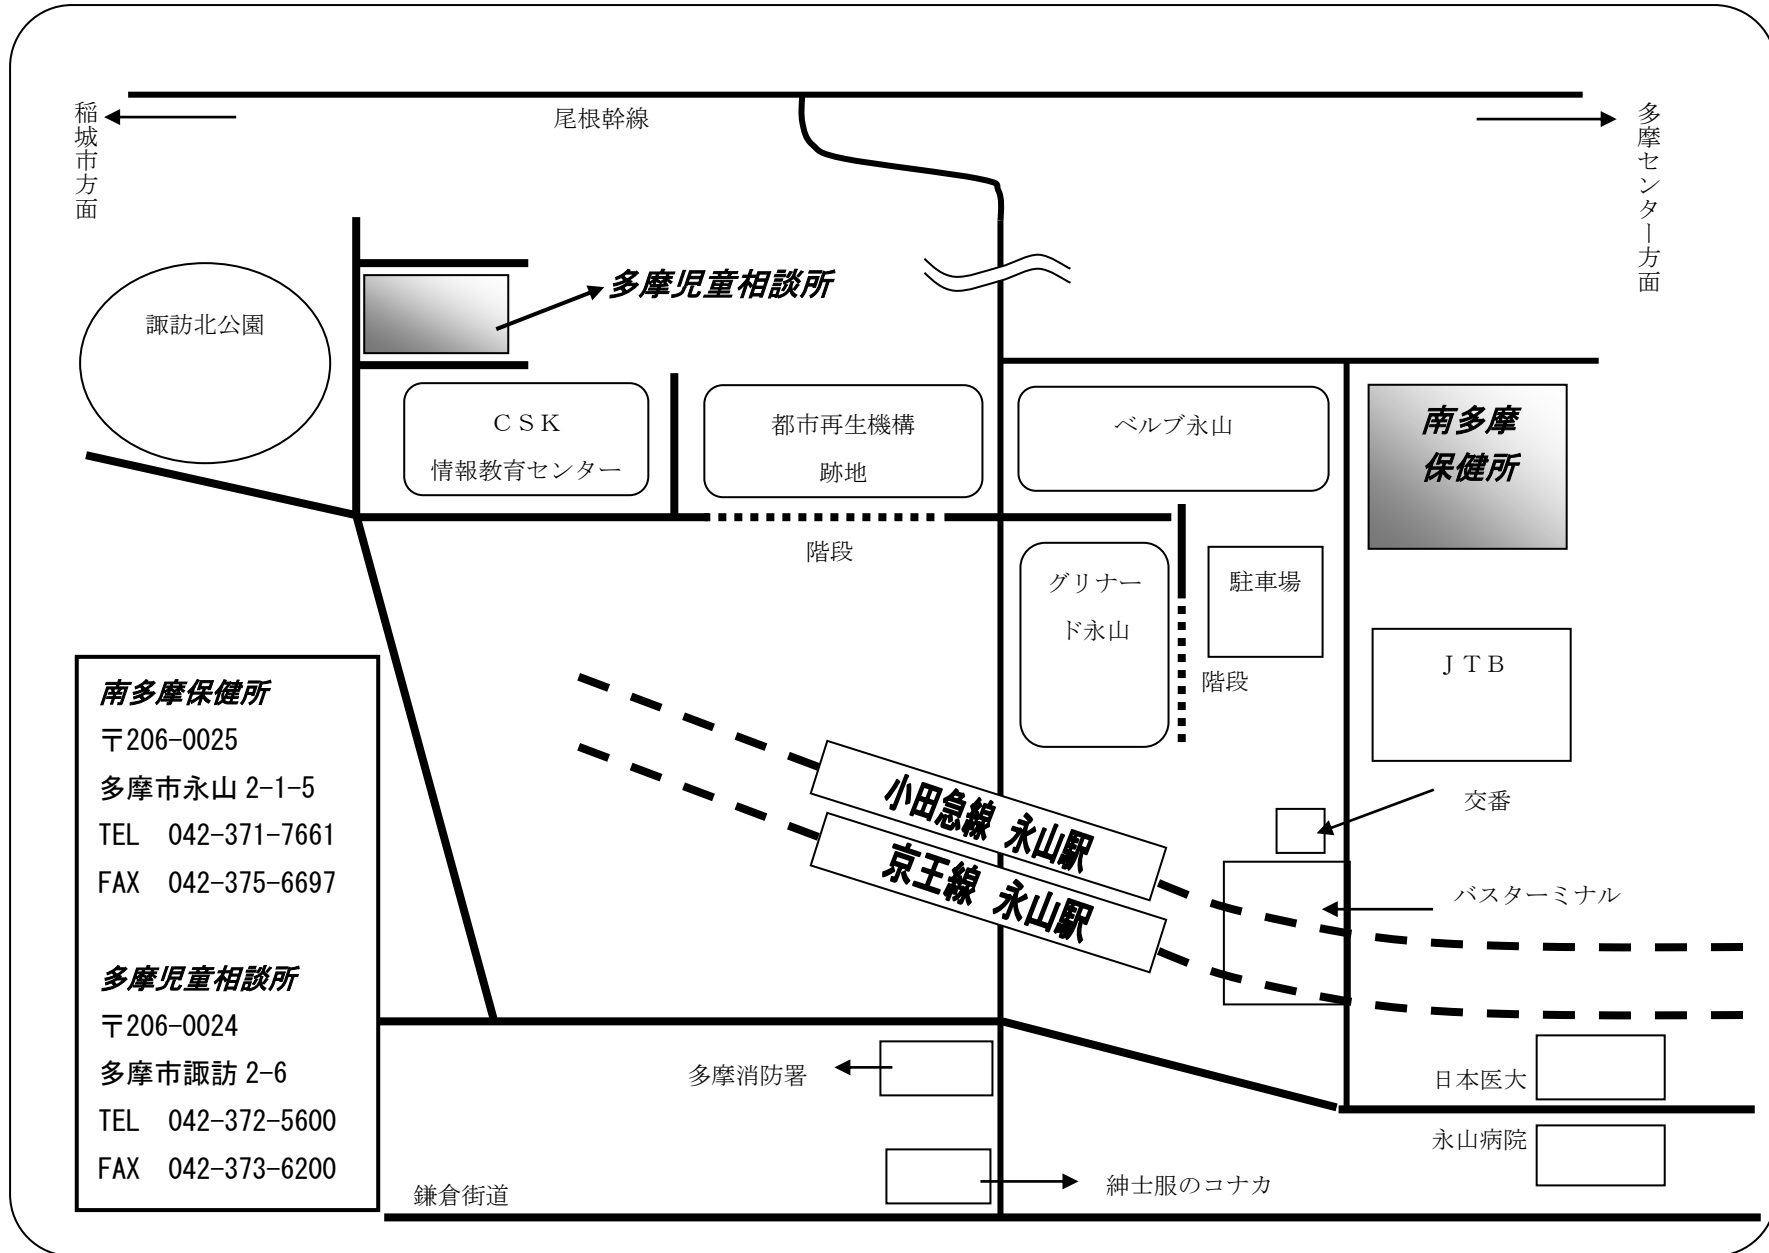 稲城市方面
尾根幹線
多摩センター方面
多摩児童相談所
諏訪北公園
ＣＳＫ
情報教育センター
都市再生機構
跡地
ベルブ永山
南多摩
保健所
階段
グリナー
ド永山
駐車場
階段
ＪＴＢ
小田急線 永山駅
京王線 永山駅
交番
バスターミナル
南多摩保健所
〒206-0025
多摩市永山 2-1-5
TEL 042-371-7661
FAX 042-375-6697
多摩児童相談所
〒206-0024
多摩市諏訪 2-6
TEL 042-372-5600
FAX 042-373-6200
多摩消防署
日本医大
永山病院
紳士服のコナカ
鎌倉街道